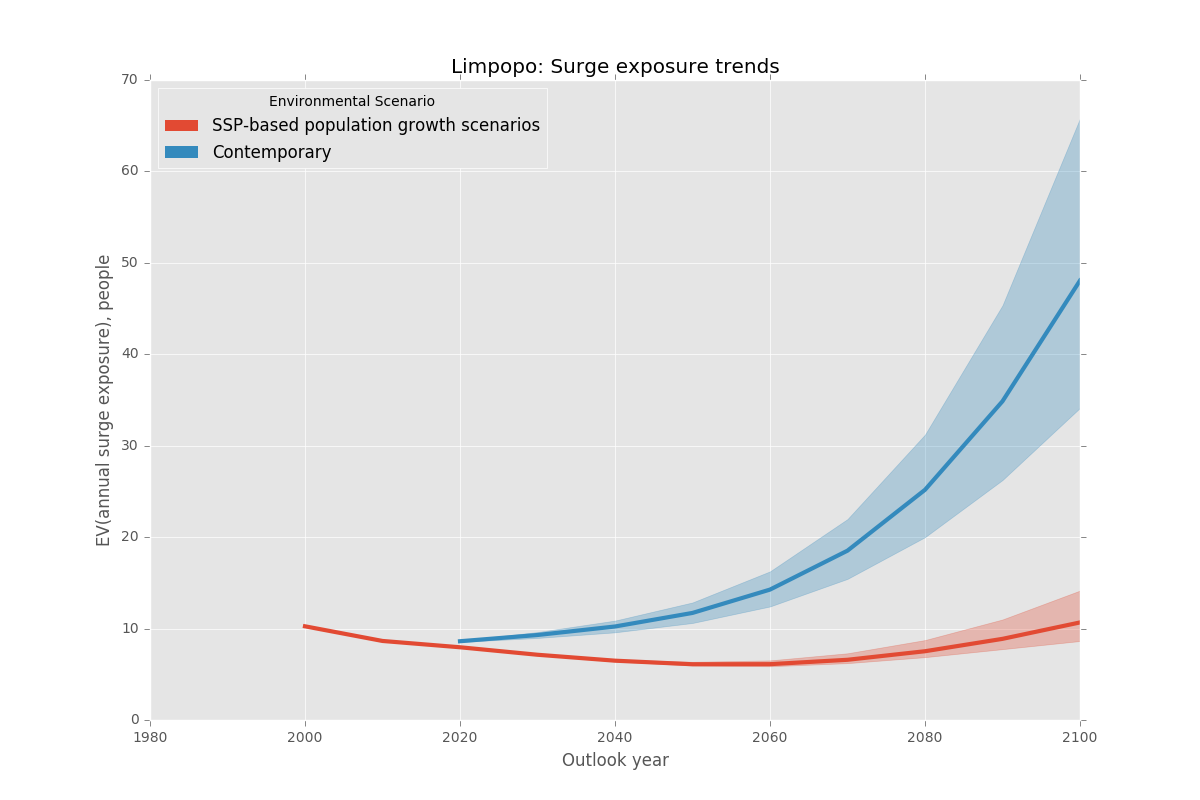 Limpopo: Surge exposure trends
Environmental Scenario
SSP-based population growth scenarios
Contemporary
EV(annual surge exposure), people
70
60
50
40
30
20
10
0
1980 2000 2020 2040 2060 2080 2100
Outlook year